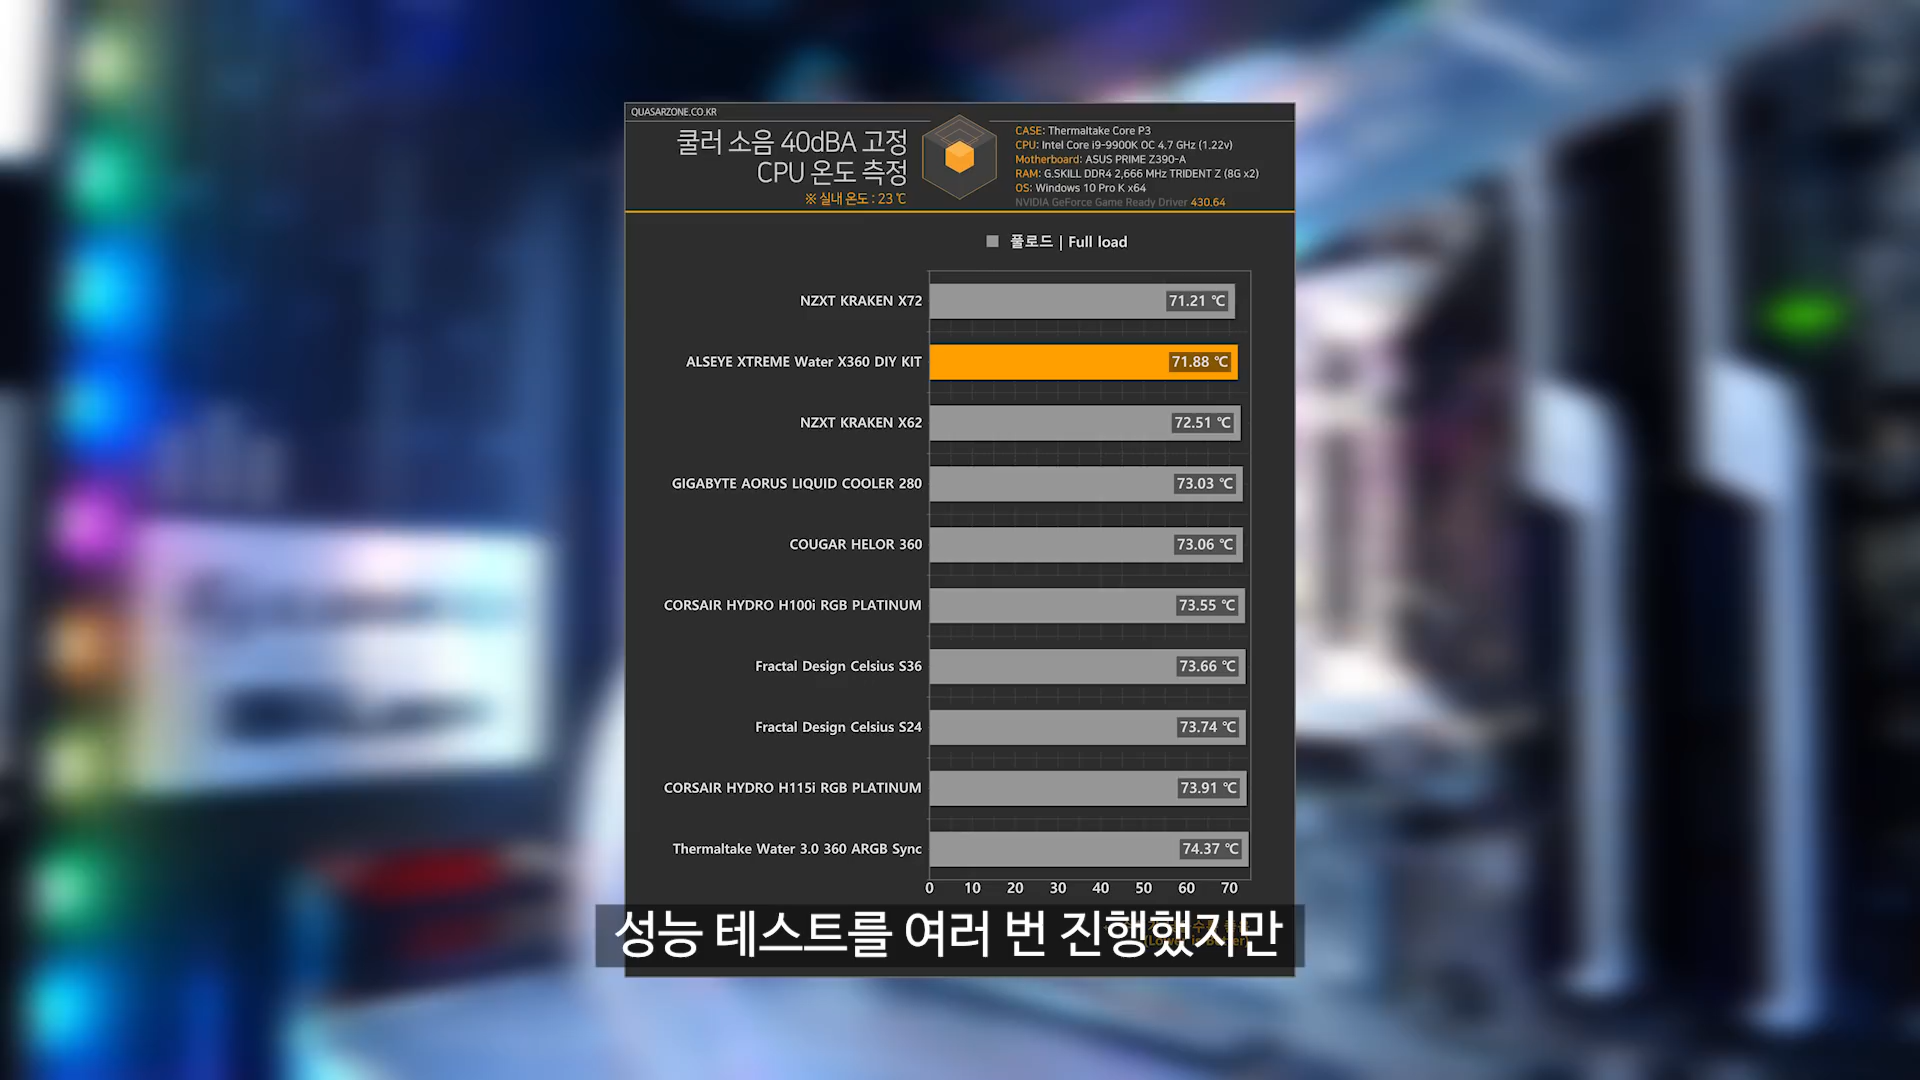 QUASARZONE.CO.KR
쿨러 소음 40dBA 고정
CPU 온도 측정
※ 실내 온도 : 23 ℃
CASE: Thermaltake Core P3
CPU: Intel Core i9-9900K OC 4.7 GHz (1.22v)
Motherboard: ASUS PRIME Z390-A
RAM: G.SKILL DDR4 2,666 MHz TRIDENT Z (8G x2)
OS: Windows 10 Pro K x64
NVIDIA GeForce Game Ready Driver 430.64
풀로드 | Full load
NZXT KRAKEN X72 71.21 ℃
ALSEYE XTREME Water X360 DIY KIT 71.88 ℃
NZXT KRAKEN X62 72.51 ℃
GIGABYTE AORUS LIQUID COOLER 280 73.03 ℃
COUGAR HELOR 360 73.06 ℃
CORSAIR HYDRO H100i RGB PLATINUM 73.55 ℃
Fractal Design Celsius S36 73.66 ℃
Fractal Design Celsius S24 73.74 ℃
CORSAIR HYDRO H115i RGB PLATINUM 73.91 ℃
Thermaltake Water 3.0 360 ARGB Sync 74.37 ℃
0 10 20 30 40 50 60 70
성능 테스트를 여러 번 진행했지만